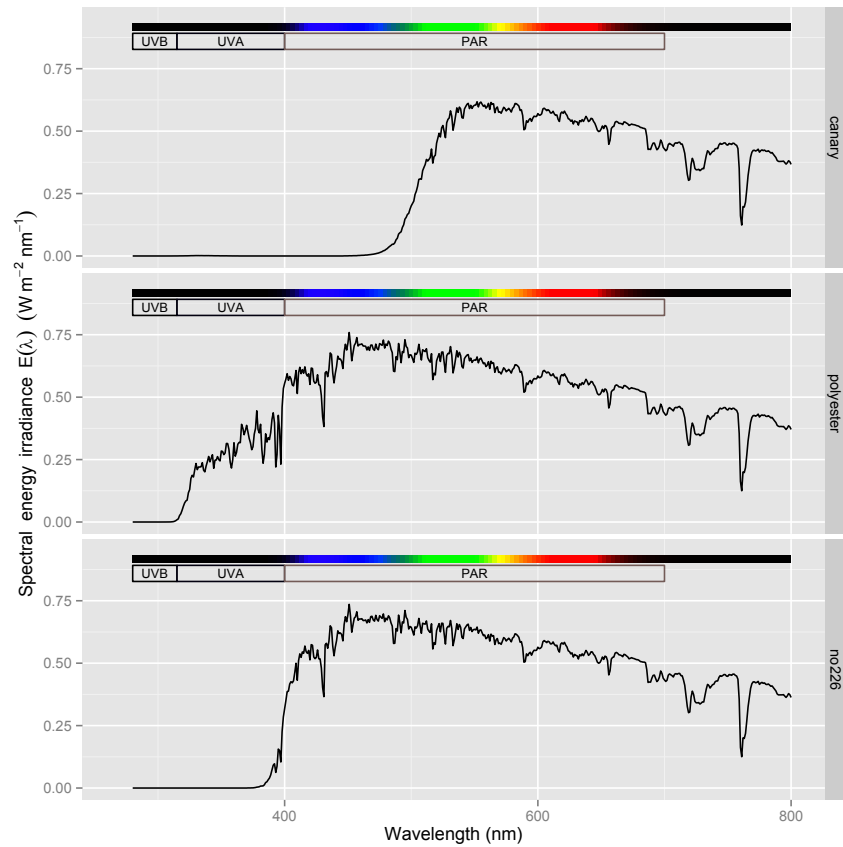 Spectral energy irradiance E(λ) (W m⁻² nm⁻¹)
UVB UVA PAR
0.75
0.50
0.25
0.00
canary
UVB UVA PAR
0.75
0.50
0.25
0.00
polyester
UVB UVA PAR
0.75
0.50
0.25
0.00
no226
400 600 800
Wavelength (nm)